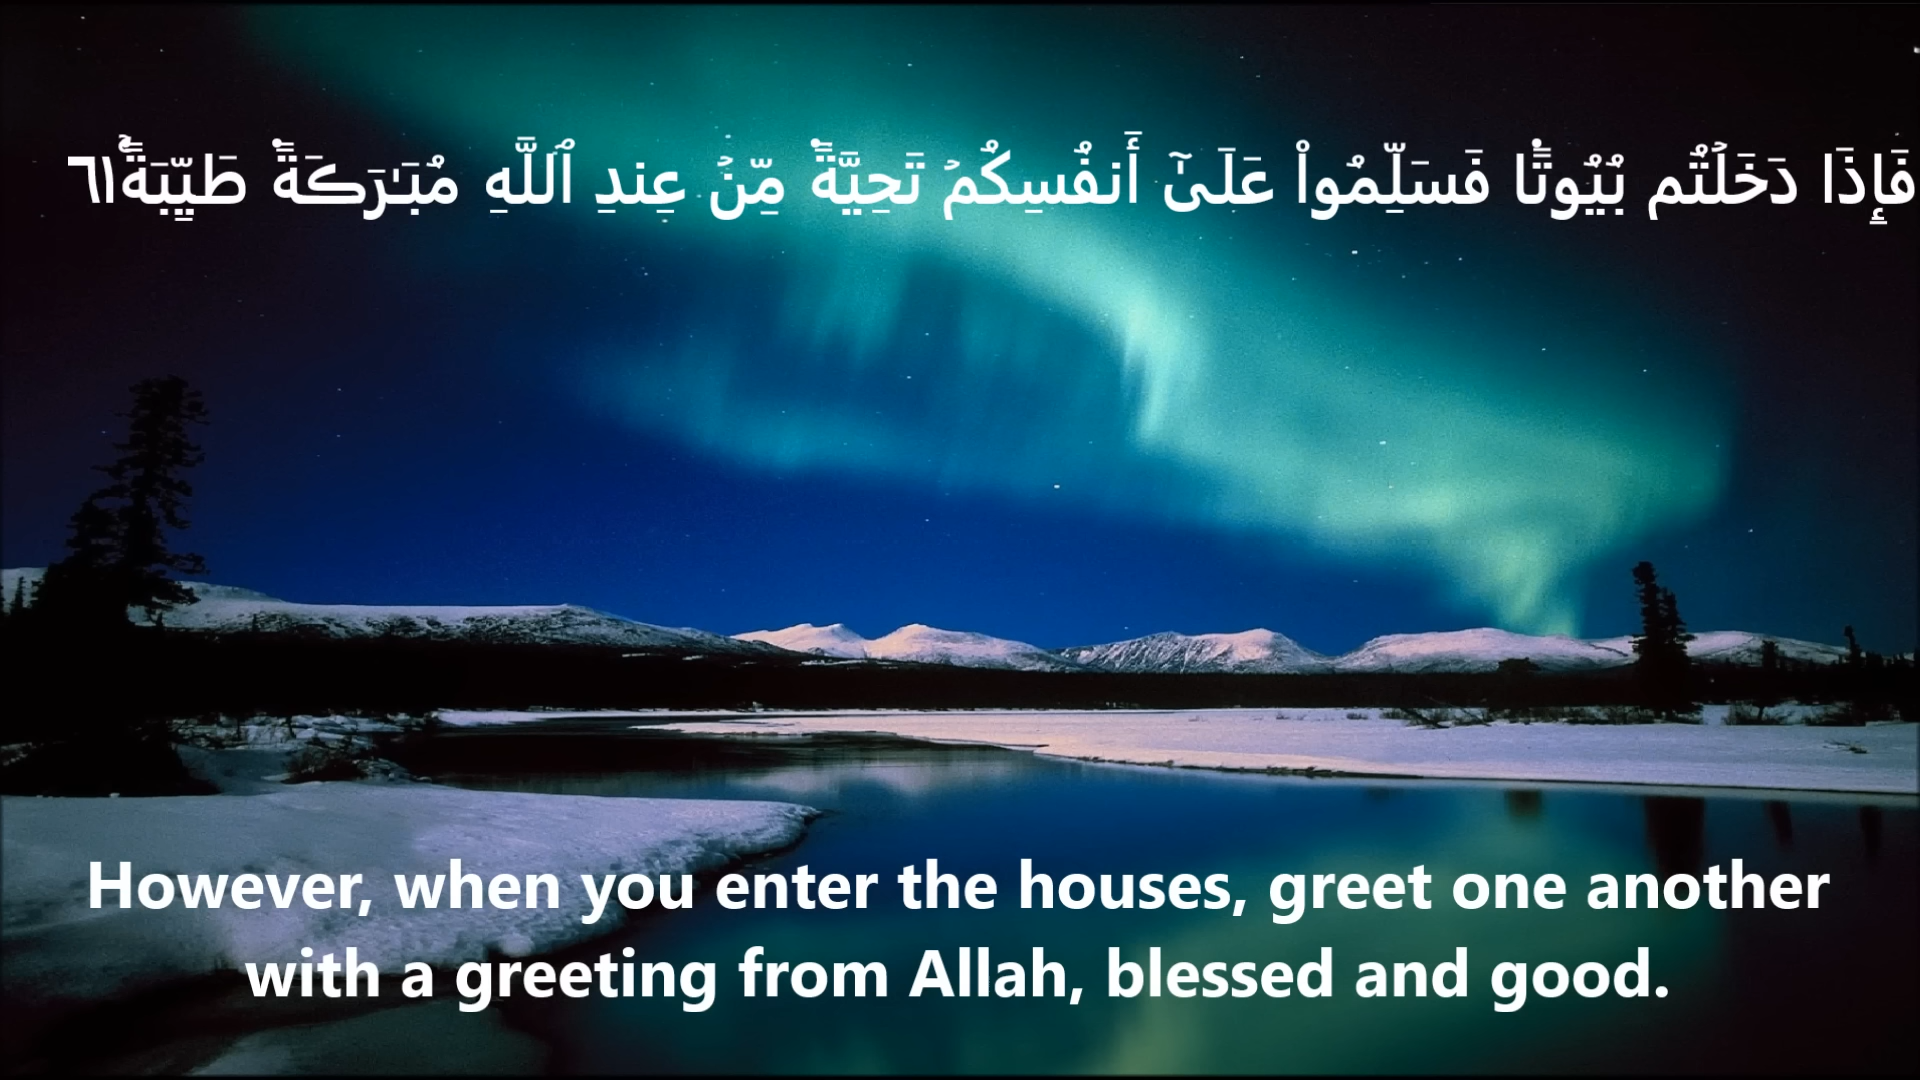 فَإِذَا دَخَلۡتُم بُيُوتٗا فَسَلِّمُواْ عَلَىٰٓ أَنفُسِكُمۡ تَحِيَّةٗ مِّنۡ عِندِ ٱللَّهِ مُبَٰرَكَةٗ طَيِّبَةٗۚ ٦١
However, when you enter the houses, greet one another
with a greeting from Allah, blessed and good.